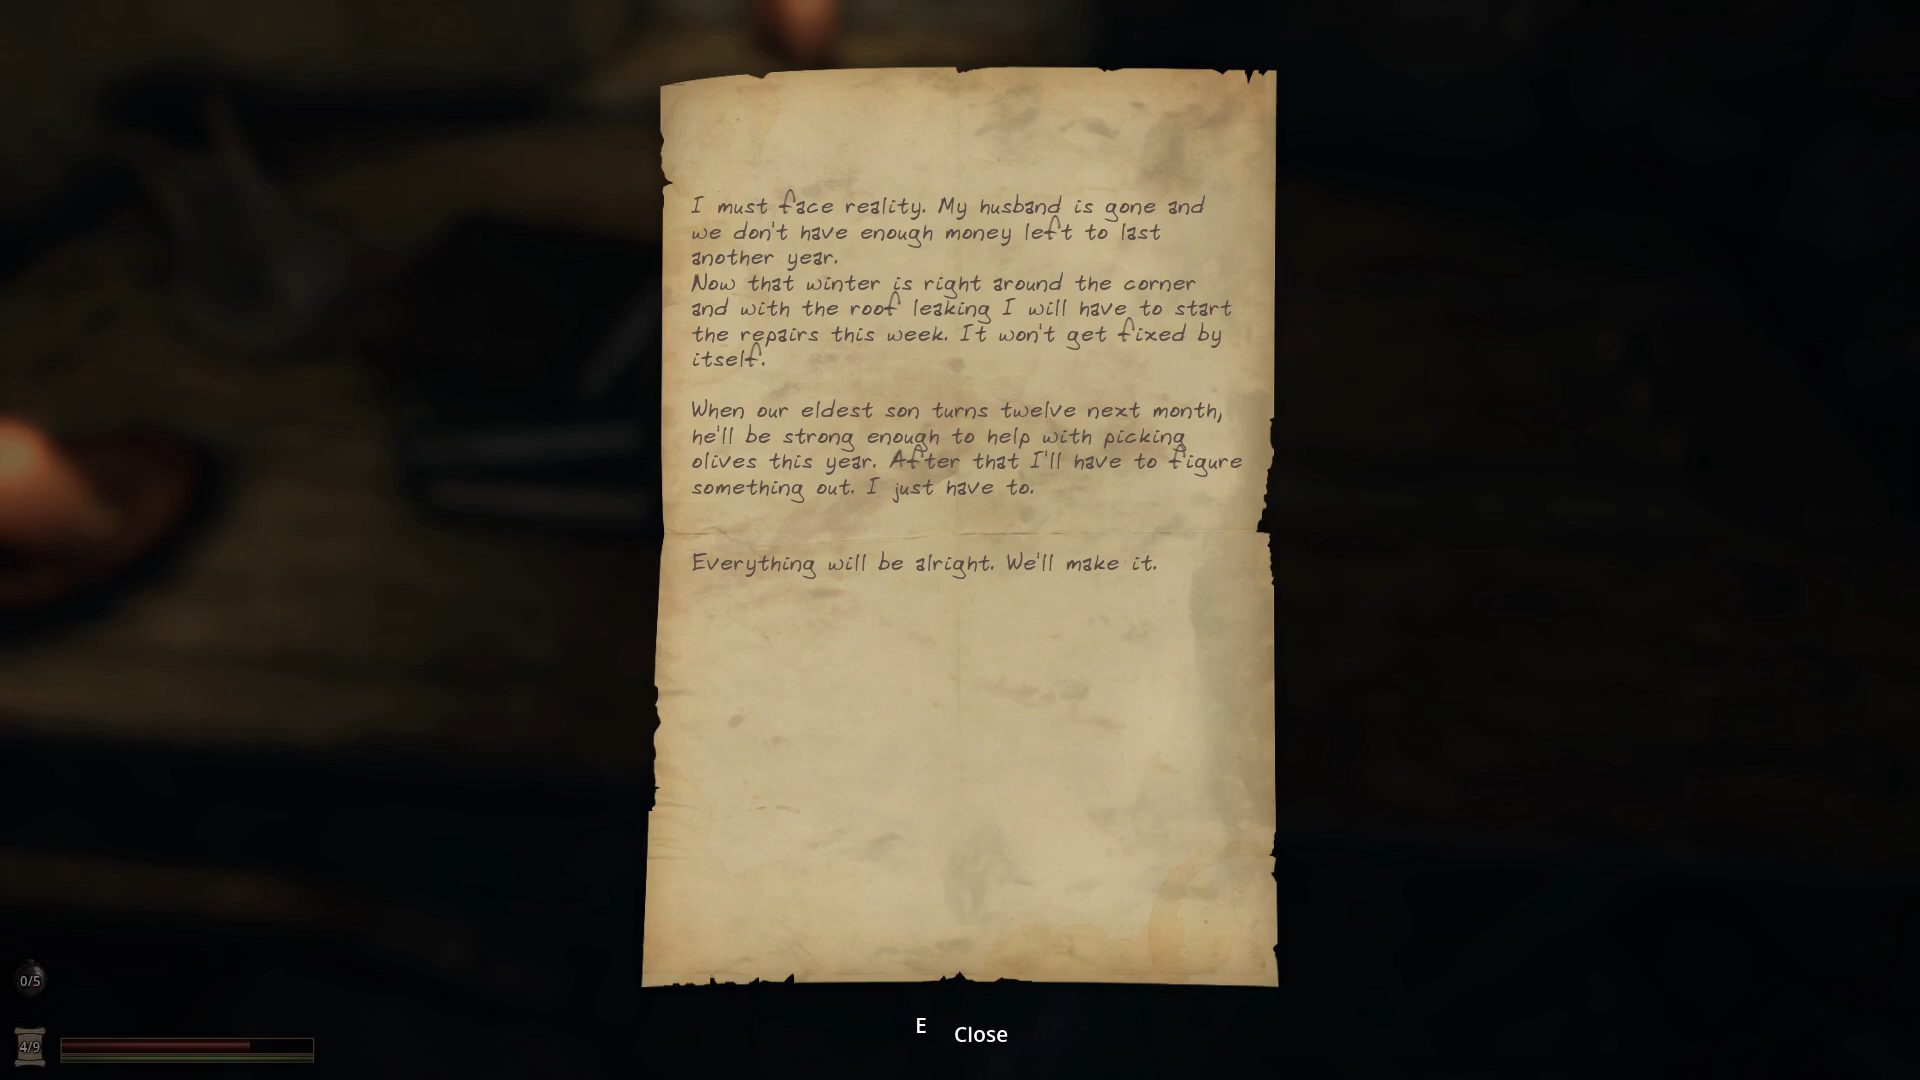 I must face reality. My husband is gone and
we don't have enough money left to last
another year.
Now that winter is right around the corner
and with the roof leaking I will have to start
the repairs this week. It won't get fixed by
itself.
When our eldest son turns twelve next month,
he'll be strong enough to help with picking
olives this year. After that I'll have to figure
something out. I just have to.
Everything will be alright. We'll make it.
0/5
4/9
E Close